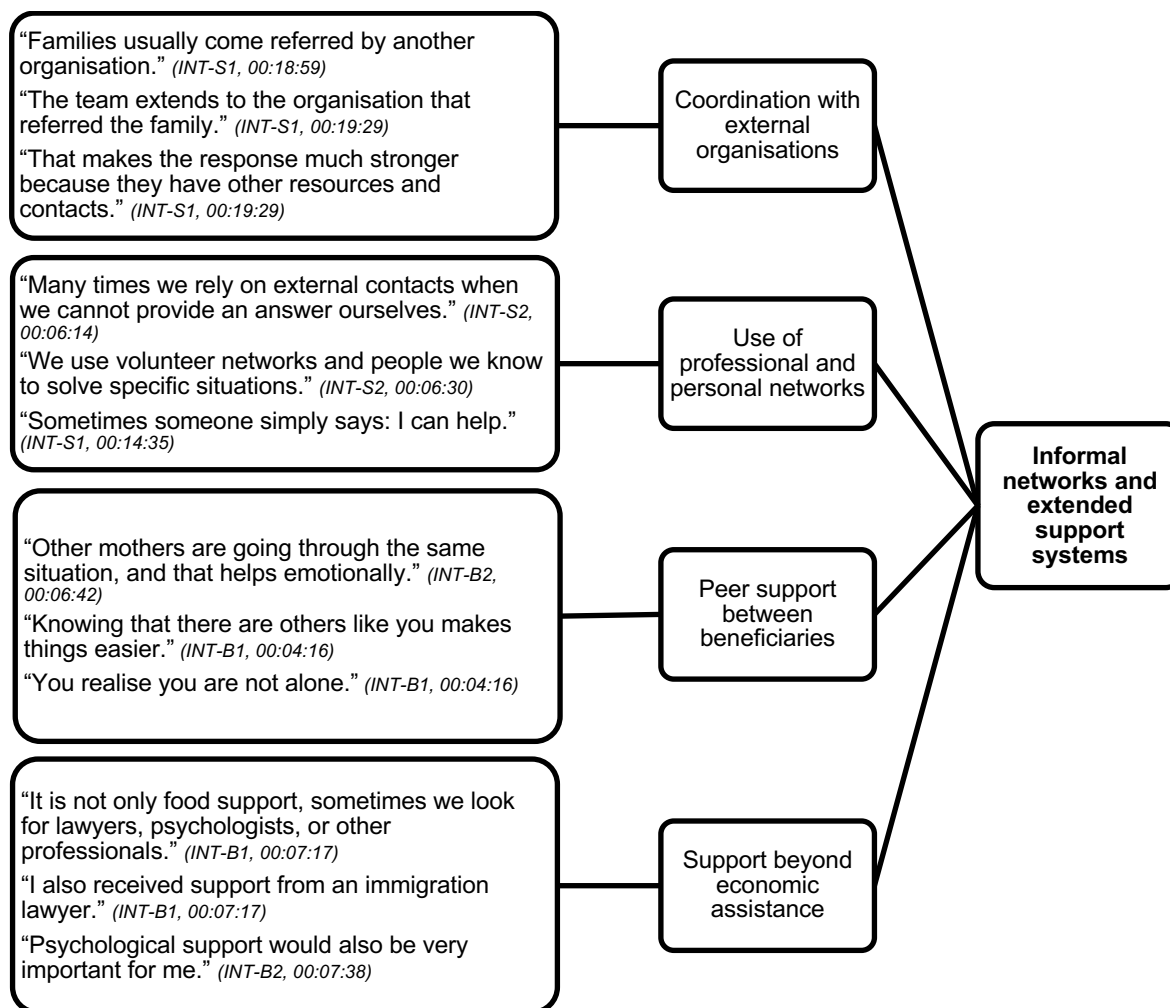 “Families usually come referred by another
organisation.” (INT-S1, 00:18:59)
“The team extends to the organisation that
referred the family.” (INT-S1, 00:19:29)
“That makes the response much stronger
because they have other resources and
contacts.” (INT-S1, 00:19:29)
Coordination with
external
organisations
“Many times we rely on external contacts when
we cannot provide an answer ourselves.” (INT-S2,
00:06:14)
“We use volunteer networks and people we know
to solve specific situations.” (INT-S2, 00:06:30)
“Sometimes someone simply says: I can help.”
(INT-S1, 00:14:35)
Use of
professional and
personal networks
“Other mothers are going through the same
situation, and that helps emotionally.” (INT-B2,
00:06:42)
“Knowing that there are others like you makes
things easier.” (INT-B1, 00:04:16)
“You realise you are not alone.” (INT-B1, 00:04:16)
Peer support
between
beneficiaries
“It is not only food support, sometimes we look
for lawyers, psychologists, or other
professionals.” (INT-B1, 00:07:17)
“I also received support from an immigration
lawyer.” (INT-B1, 00:07:17)
“Psychological support would also be very
important for me.” (INT-B2, 00:07:38)
Support beyond
economic
assistance
Informal
networks and
extended
support
systems